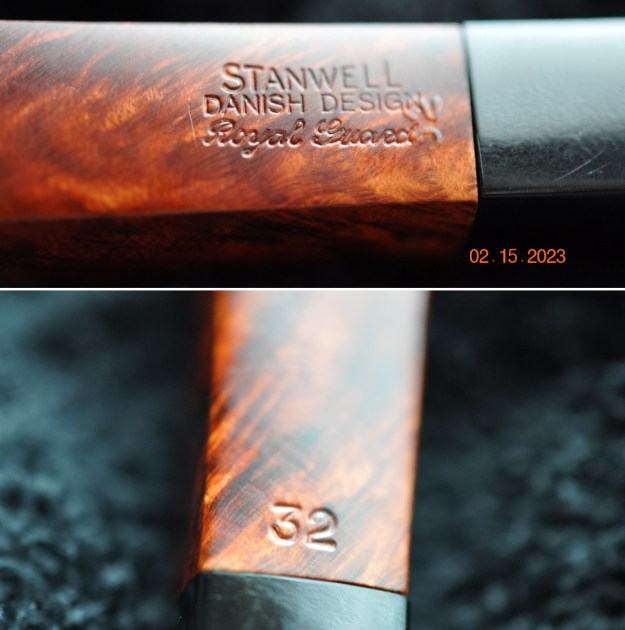 STANWELL
DANISH DESIGN
Royal Guard
02.15.2023
32